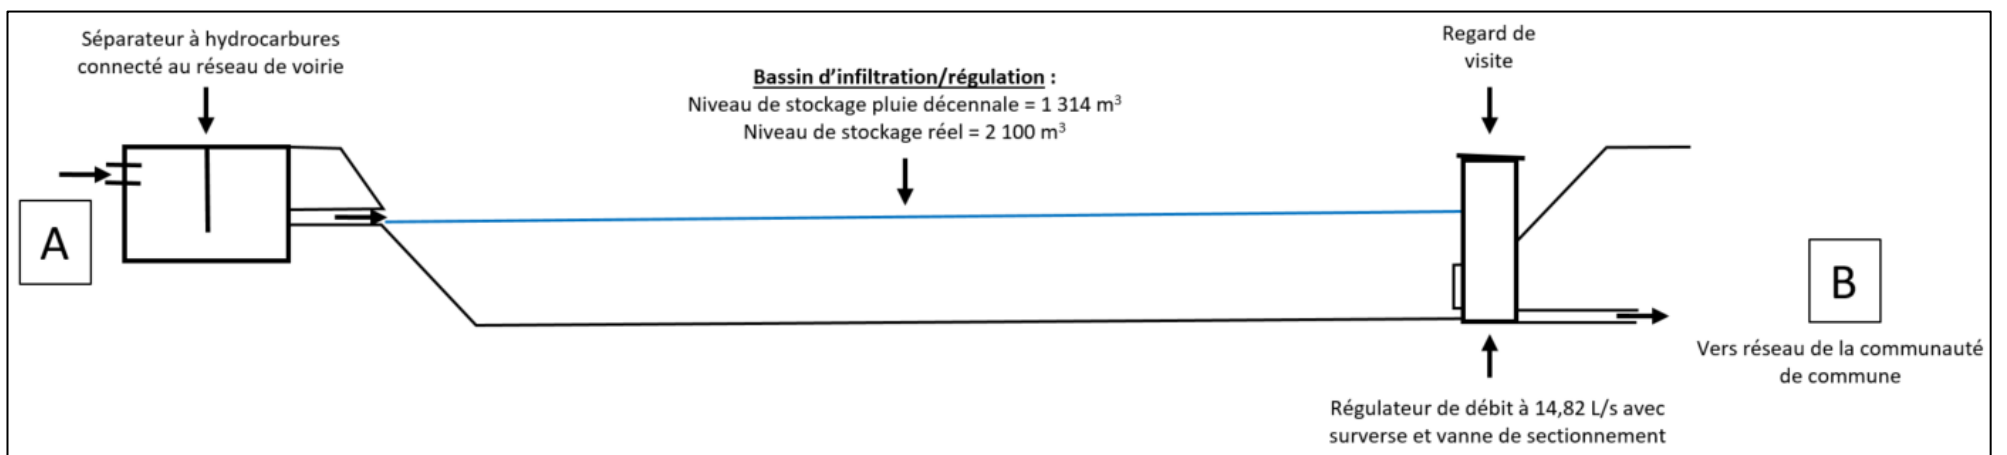 Séparateur à hydrocarbures
connecté au réseau de voirie
Bassin d'infiltration/régulation :
Niveau de stockage pluie décennale = 1 314 m³
Niveau de stockage réel = 2 100 m³
Regard de
visite
A
B
Vers réseau de la communauté
de commune
Régulateur de débit à 14,82 L/s avec
surverse et vanne de sectionnement